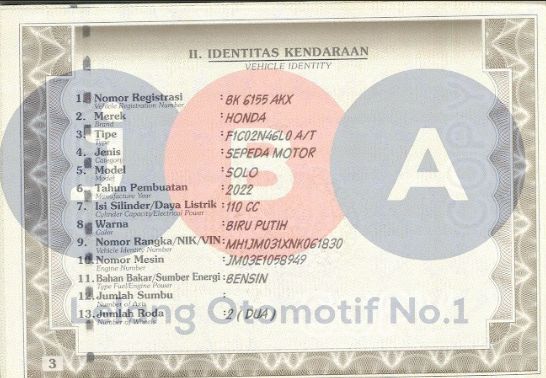 II. IDENTITAS KENDARAAN
VEHICLE IDENTITY
1. Nomor Registrasi : BK 6155 AKX
Vehicle Registration Number
2. Merek : HONDA
Brand
3. Tipe : F1C02N46L0 A/T
Type
4. Jenis : SEPEDA MOTOR
Category
5. Model : SOLO
Model
6. Tahun Pembuatan : 2022
Manufacture Year
7. Isi Silinder/Daya Listrik : 110 CC
Cylinder Capacity/Electrical Power
8. Warna : BIRU PUTIH
Color
9. Nomor Rangka/NIK/VIN : MH1JM031XNK061830
Vehicle Identity Number
10. Nomor Mesin : JM03E1058949
Engine Number
11. Bahan Bakar/Sumber Energi : BENSIN
Type Fuel/Engine Power
12. Jumlah Sumbu :
Number of Axis
13. Jumlah Roda : 2 ( DUA )
Number of Wheels
3
J B A
Lelang Otomotif No.1